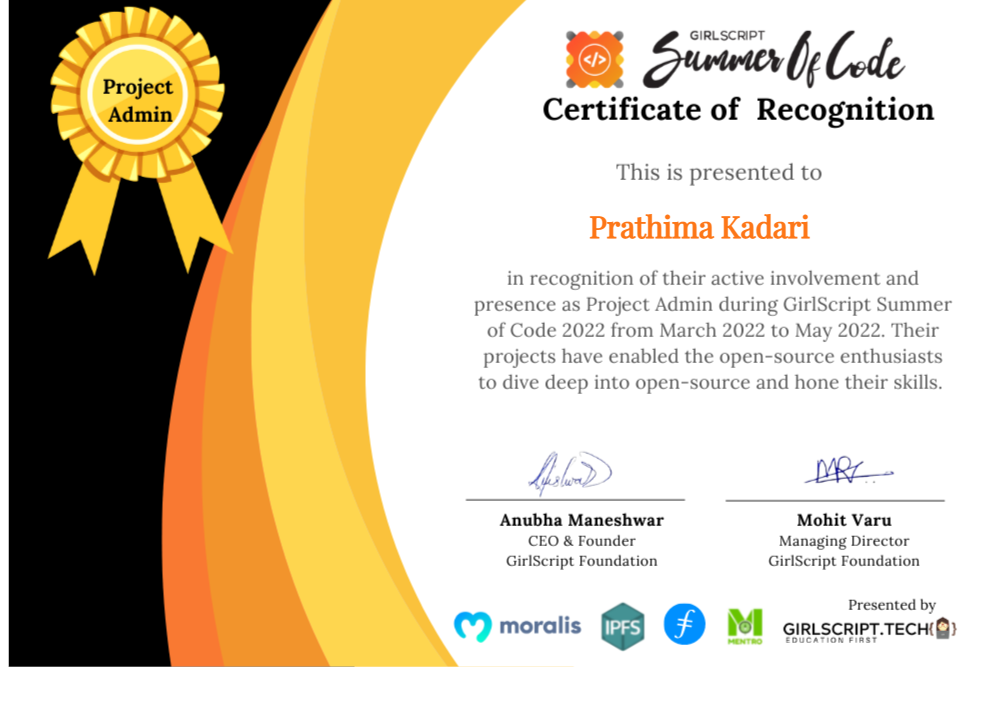 Project
Admin
GIRLSCRIPT
Summer Of Code
</>
Certificate of Recognition
This is presented to
Prathima Kadari
in recognition of their active involvement and
presence as Project Admin during GirlScript Summer
of Code 2022 from March 2022 to May 2022. Their
projects have enabled the open-source enthusiasts
to dive deep into open-source and hone their skills.
Anubha Maneshwar
CEO & Founder
GirlScript Foundation
Mohit Varu
Managing Director
GirlScript Foundation
Presented by
moralis
IPFS
MENTRO
GIRLSCRIPT.TECH{ }
EDUCATION FIRST